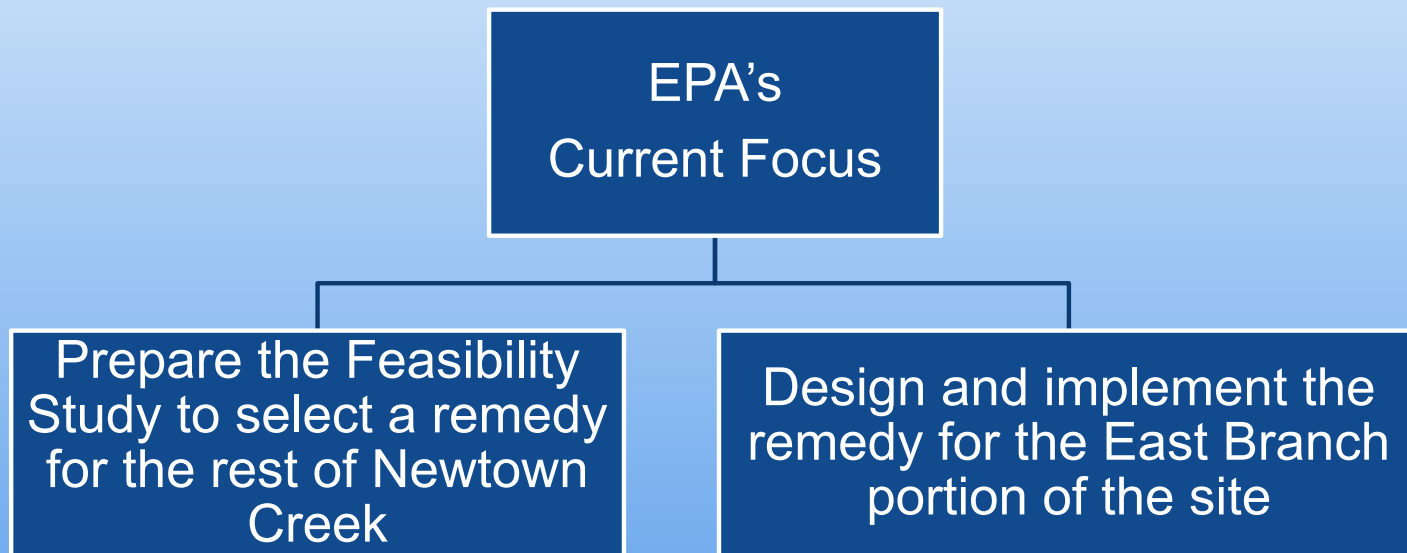 EPA’s
Current Focus
Prepare the Feasibility
Study to select a remedy
for the rest of Newtown
Creek
Design and implement the
remedy for the East Branch
portion of the site